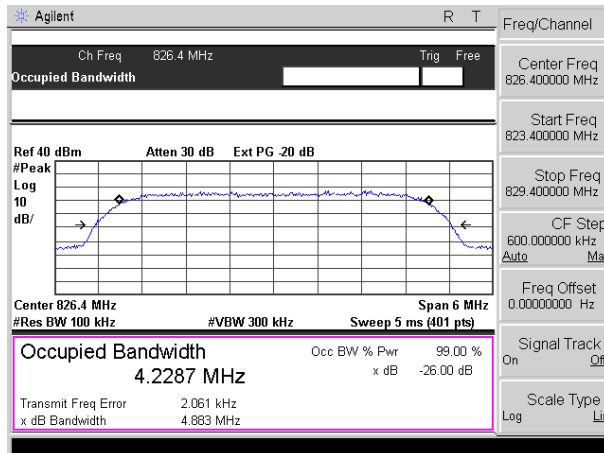 Agilent R T
Ch Freq 826.4 MHz Trig Free
Occupied Bandwidth
Ref 40 dBm Atten 30 dB Ext PG -20 dB
#Peak
Log
10
dB/
Center 826.4 MHz Span 6 MHz
#Res BW 100 kHz #VBW 300 kHz Sweep 5 ms (401 pts)
Occupied Bandwidth Occ BW % Pwr 99.00 %
4.2287 MHz x dB -26.00 dB
Transmit Freq Error 2.061 kHz
x dB Bandwidth 4.883 MHz
Freq/Channel
Center Freq
826.400000 MHz
Start Freq
823.400000 MHz
Stop Freq
829.400000 MHz
CF Step
600.000000 kHz
Auto Ma
Freq Offset
0.00000000 Hz
Signal Track
On Off
Scale Type
Log Li